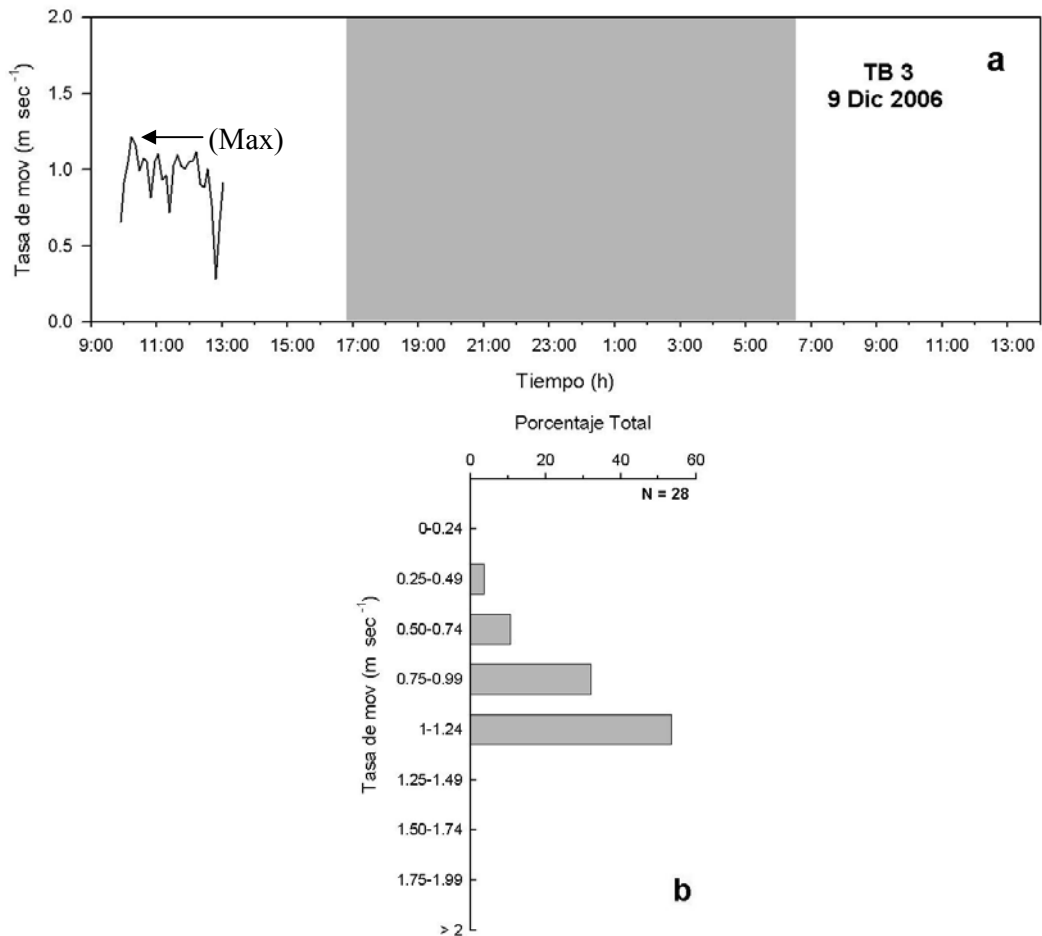 2.0
1.5
1.0
0.5
0.0
Tasa de mov (m sec -1)
(Max)
TB 3
9 Dic 2006
a
9:00 11:00 13:00 15:00 17:00 19:00 21:00 23:00 1:00 3:00 5:00 7:00 9:00 11:00 13:00
Tiempo (h)
Porcentaje Total
0 20 40 60
N = 28
Tasa de mov (m sec -1)
0-0.24
0.25-0.49
0.50-0.74
0.75-0.99
1-1.24
1.25-1.49
1.50-1.74
1.75-1.99
> 2
b